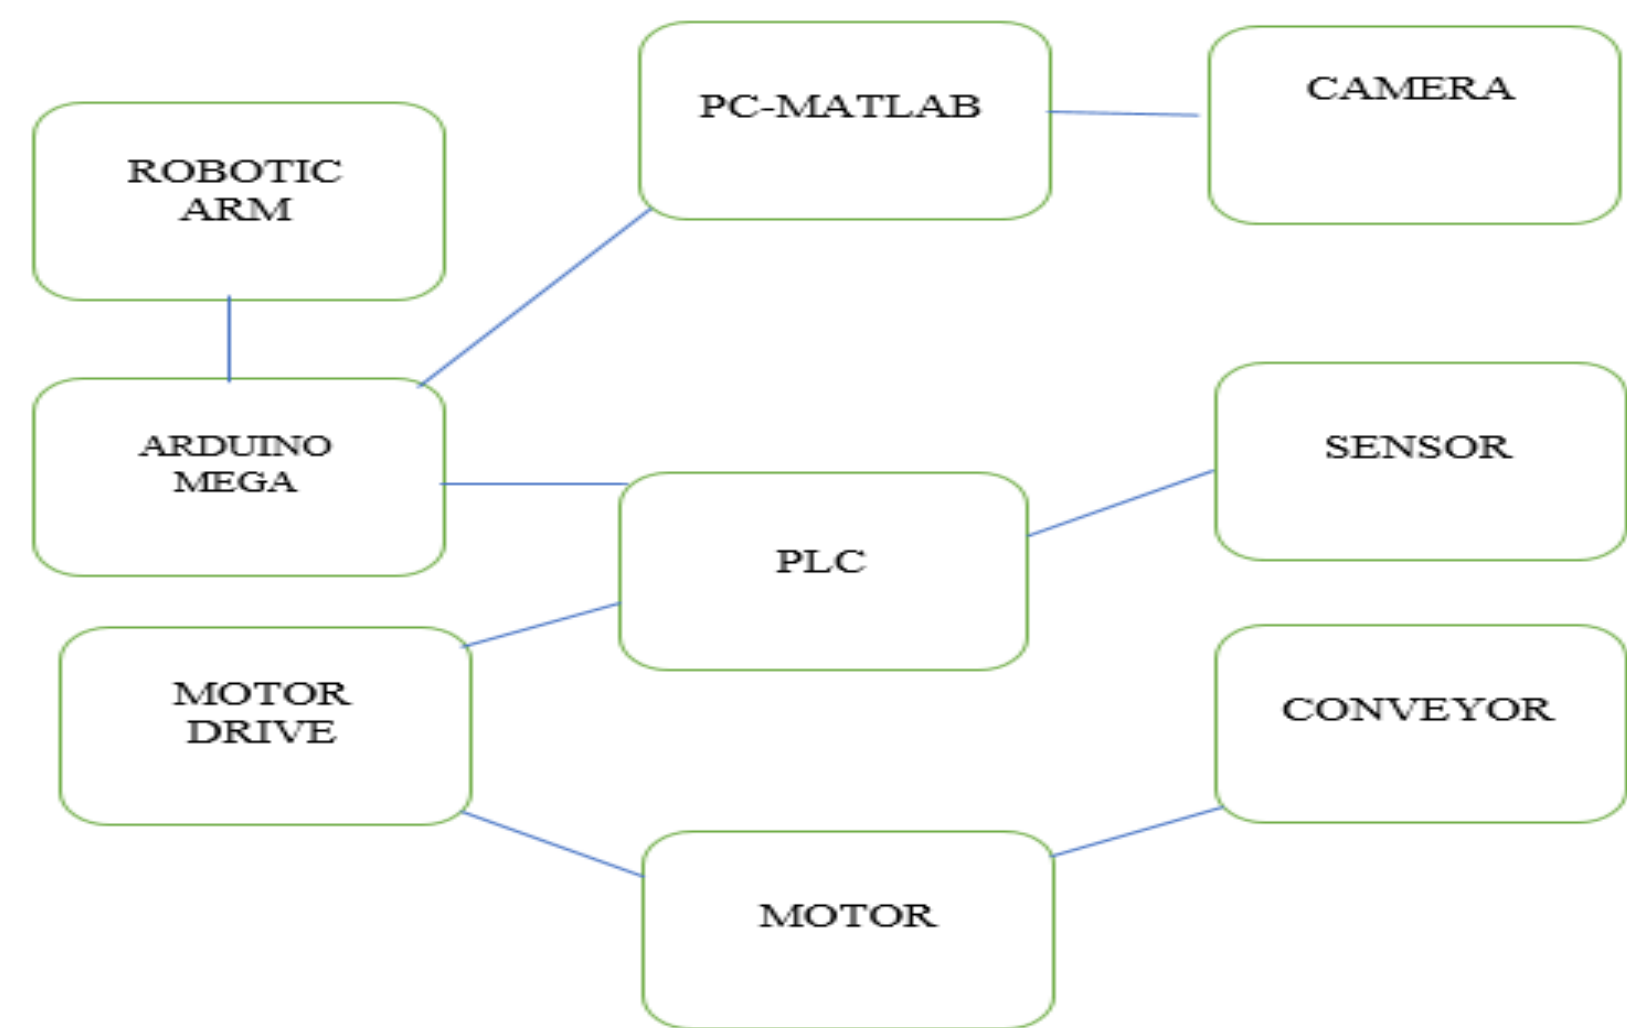 PC-MATLAB
CAMERA
ROBOTIC
ARM
ARDUINO
MEGA
SENSOR
PLC
MOTOR
DRIVE
CONVEYOR
MOTOR